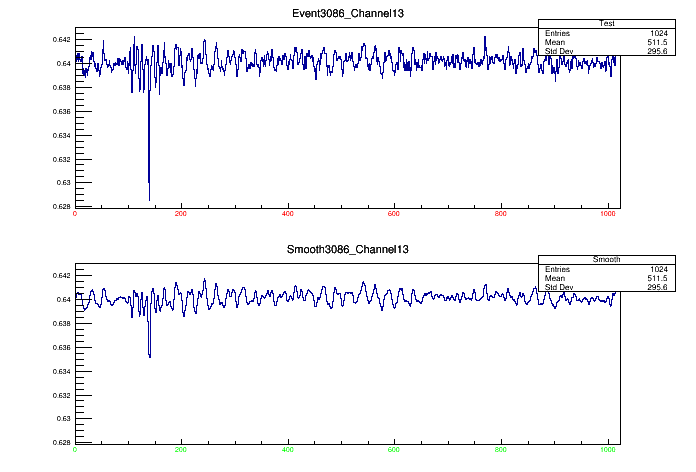 Event3086_Channel13
Test
Entries 1024
Mean 511.5
Std Dev 295.6
0.642
0.64
0.638
0.636
0.634
0.632
0.63
0.628
0 200 400 600 800 1000
Smooth3086_Channel13
Smooth
Entries 1024
Mean 511.5
Std Dev 295.6
0.642
0.64
0.638
0.636
0.634
0.632
0.63
0.628
0 200 400 600 800 1000